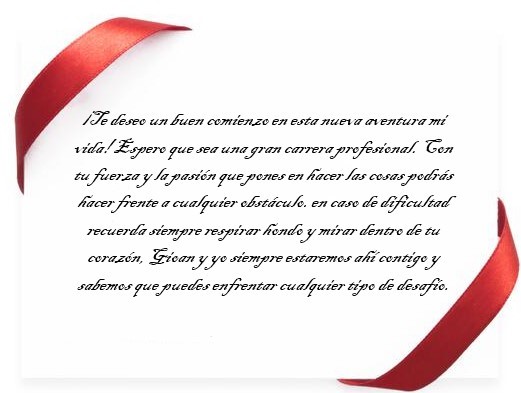 ¡Te deseo un buen comienzo en esta nueva aventura mi
vida! Espero que sea una gran carrera profesional. Con
tu fuerza y la pasión que pones en hacer las cosas podrás
hacer frente a cualquier obstáculo. en caso de dificultad
recuerda siempre respirar hondo y mirar dentro de tu
corazón, Gioan y yo siempre estaremos ahí contigo y
sabemos que puedes enfrentar cualquier tipo de desafío.